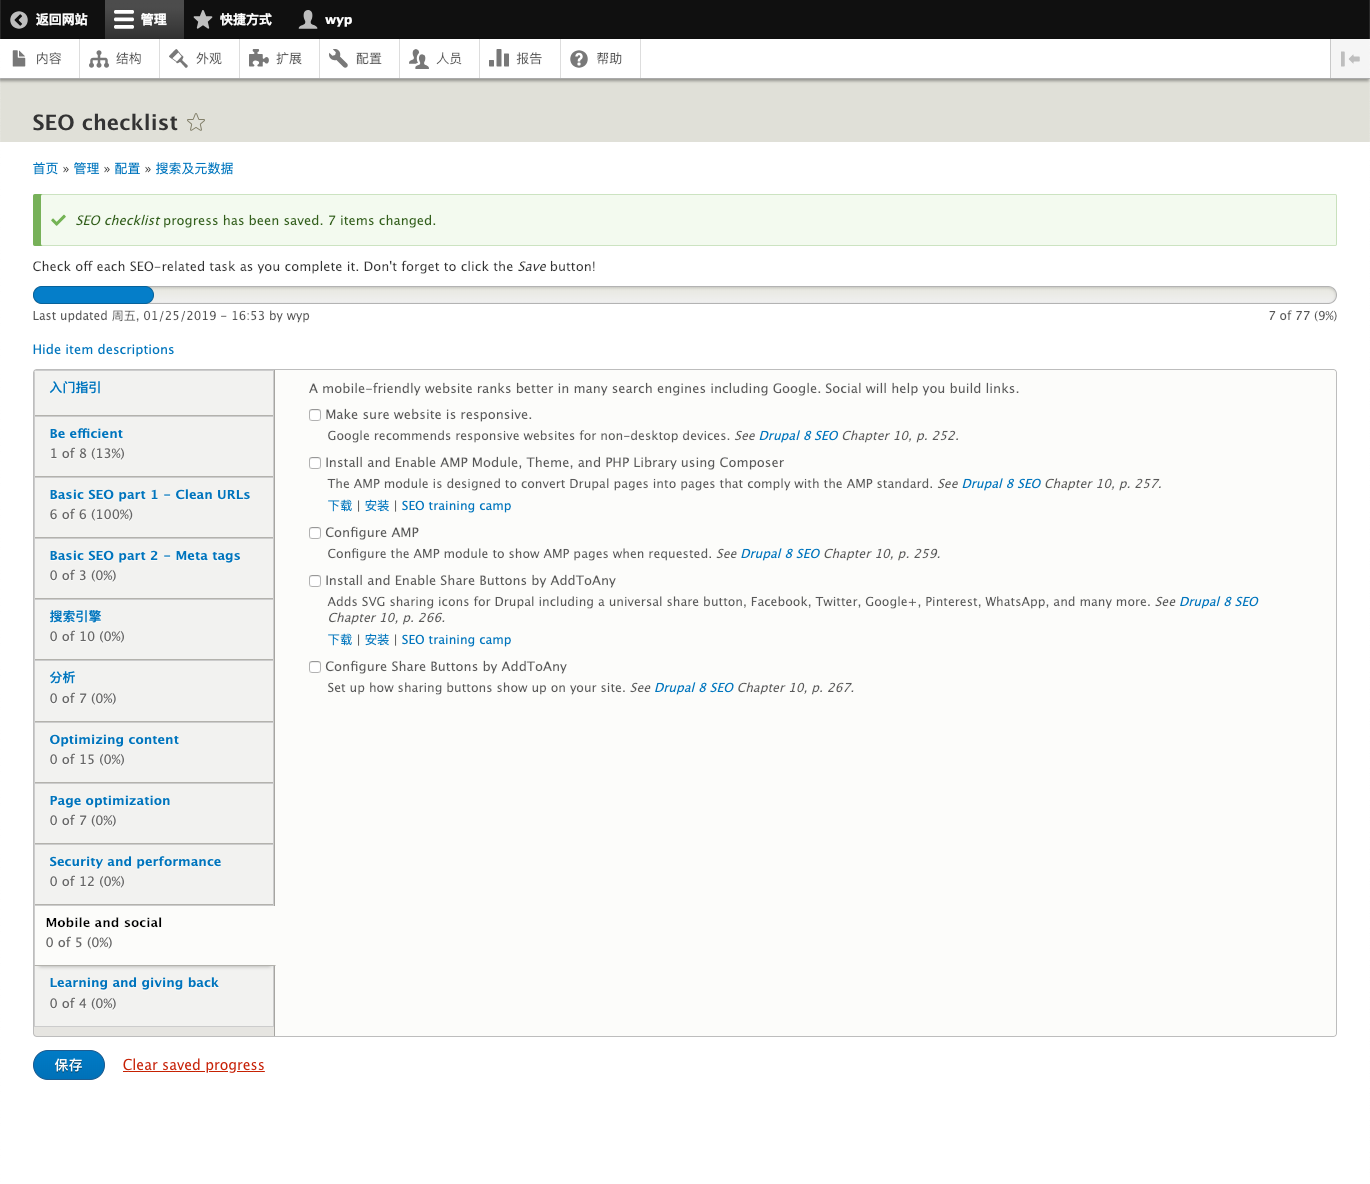 返回网站 管理 快捷方式 wyp
内容 结构 外观 扩展 配置 人员 报告 帮助
SEO checklist
首页 » 管理 » 配置 » 搜索及元数据
SEO checklist progress has been saved. 7 items changed.
Check off each SEO-related task as you complete it. Don't forget to click the Save button!
Last updated 周五, 01/25/2019 - 16:53 by wyp
7 of 77 (9%)
Hide item descriptions
入门指引
Be efficient
1 of 8 (13%)
Basic SEO part 1 - Clean URLs
6 of 6 (100%)
Basic SEO part 2 - Meta tags
0 of 3 (0%)
搜索引擎
0 of 10 (0%)
分析
0 of 7 (0%)
Optimizing content
0 of 15 (0%)
Page optimization
0 of 7 (0%)
Security and performance
0 of 12 (0%)
Mobile and social
0 of 5 (0%)
Learning and giving back
0 of 4 (0%)
A mobile-friendly website ranks better in many search engines including Google. Social will help you build links.
Make sure website is responsive.
Google recommends responsive websites for non-desktop devices. See Drupal 8 SEO Chapter 10, p. 252.
Install and Enable AMP Module, Theme, and PHP Library using Composer
The AMP module is designed to convert Drupal pages into pages that comply with the AMP standard. See Drupal 8 SEO Chapter 10, p. 257.
下载 | 安装 | SEO training camp
Configure AMP
Configure the AMP module to show AMP pages when requested. See Drupal 8 SEO Chapter 10, p. 259.
Install and Enable Share Buttons by AddToAny
Adds SVG sharing icons for Drupal including a universal share button, Facebook, Twitter, Google+, Pinterest, WhatsApp, and many more. See Drupal 8 SEO
Chapter 10, p. 266.
下载 | 安装 | SEO training camp
Configure Share Buttons by AddToAny
Set up how sharing buttons show up on your site. See Drupal 8 SEO Chapter 10, p. 267.
保存 Clear saved progress